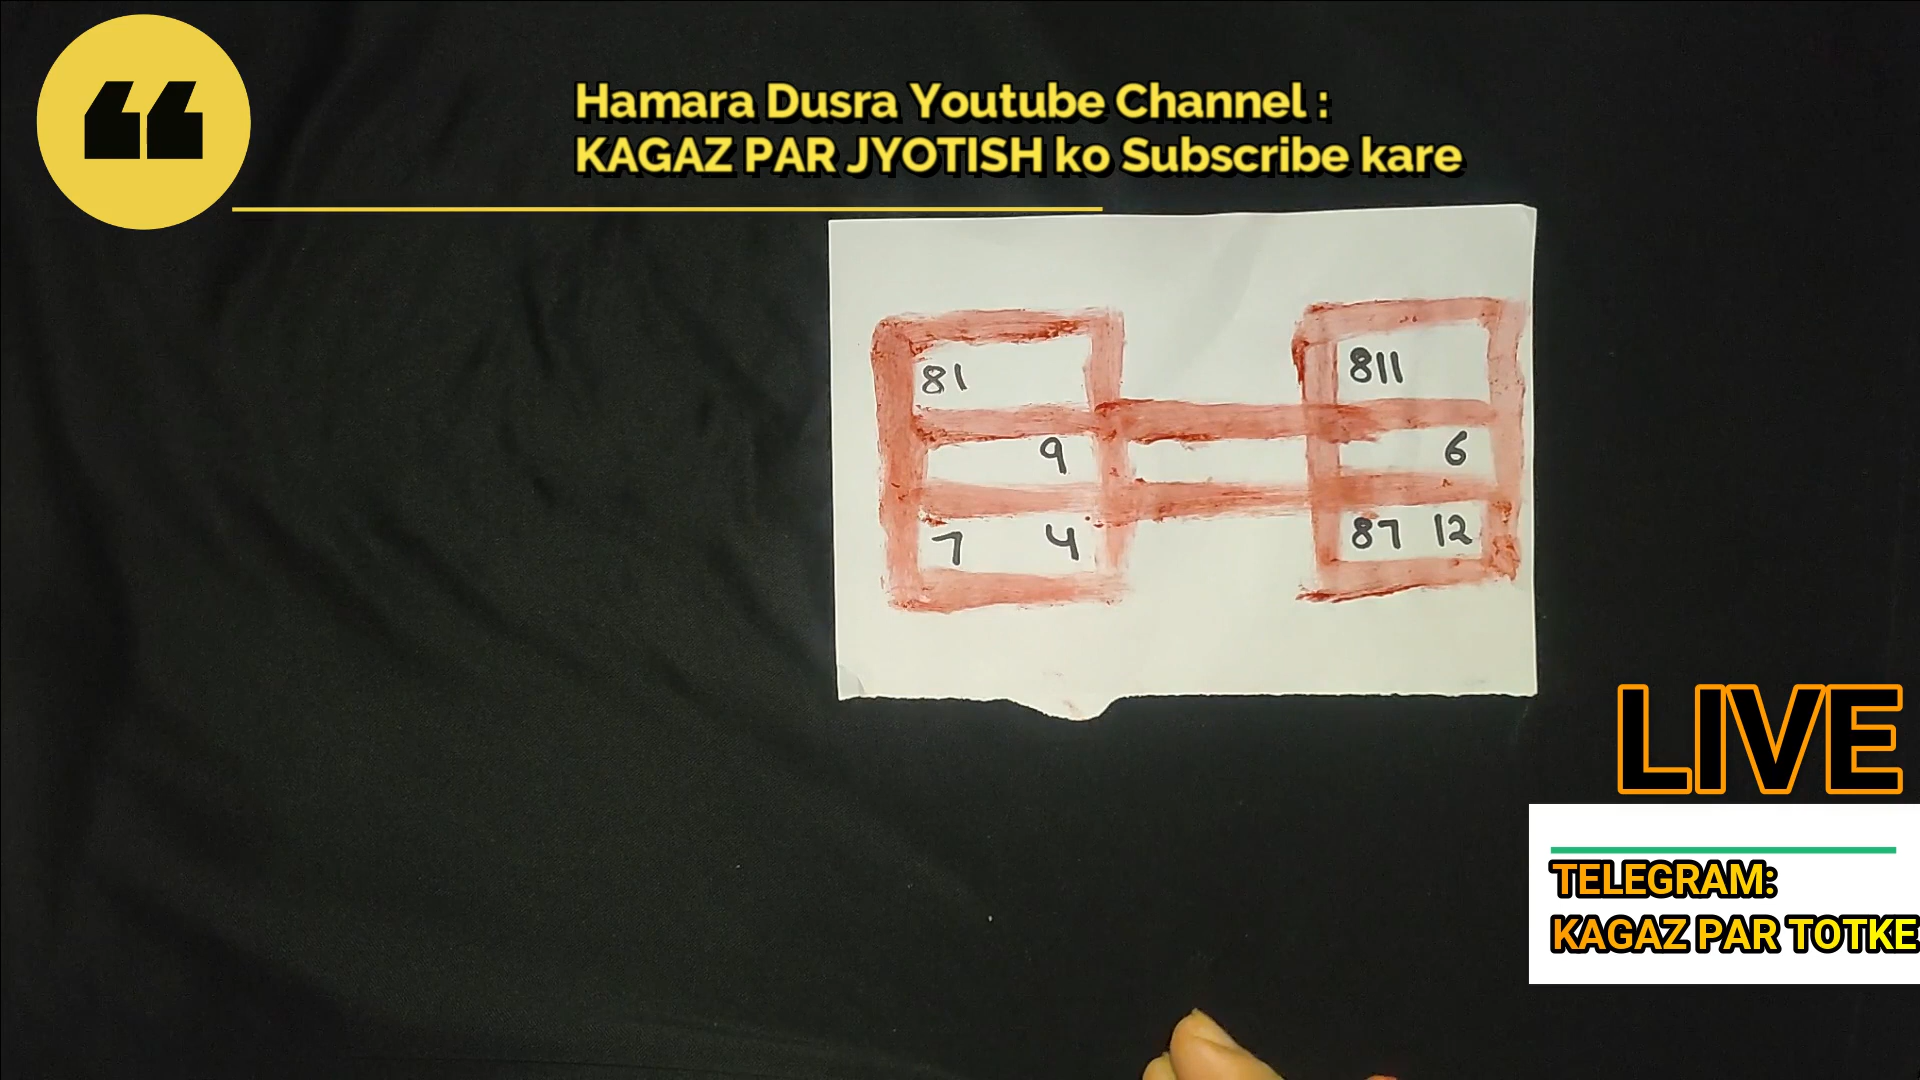 Hamara Dusra Youtube Channel :
KAGAZ PAR JYOTISH ko Subscribe kare
81
9
7 4
811
6
87 12
LIVE
TELEGRAM:
KAGAZ PAR TOTKE